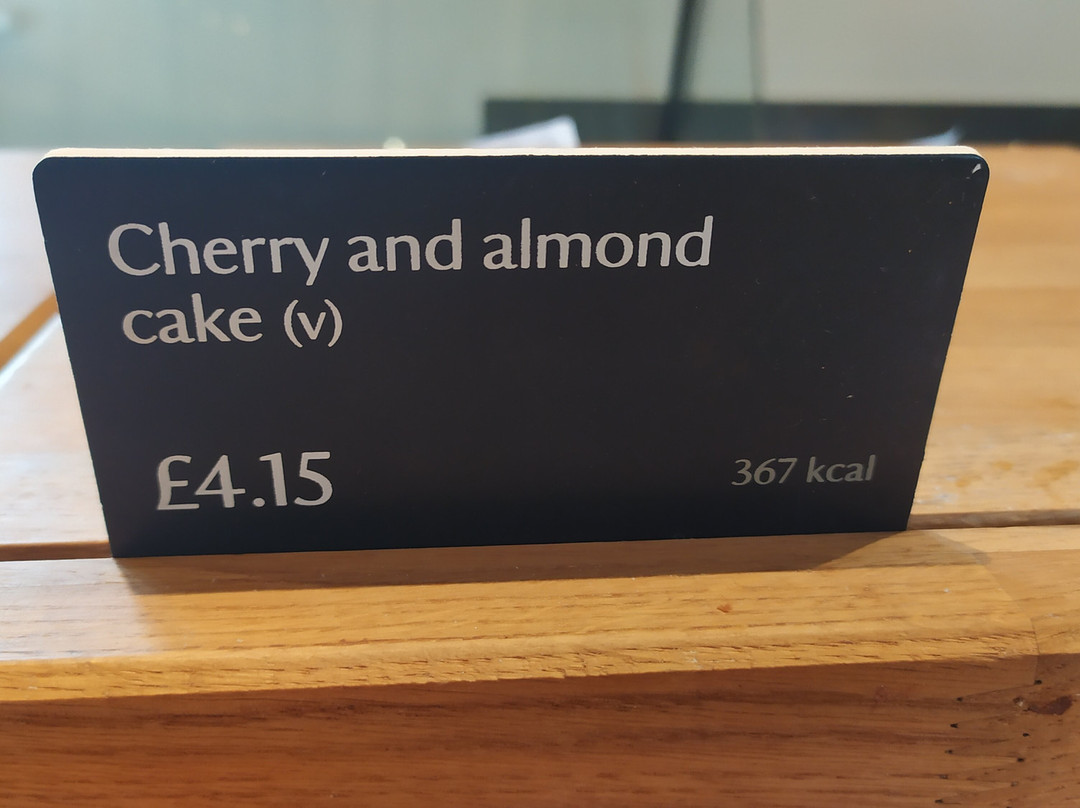 Cherry and almond
cake (v)
£4.15
367 kcal